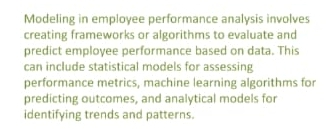 Modeling in employee performance analysis involves
creating frameworks or algorithms to evaluate and
predict employee performance based on data. This
can include statistical models for assessing
performance metrics, machine learning algorithms for
predicting outcomes, and analytical models for
identifying trends and patterns.